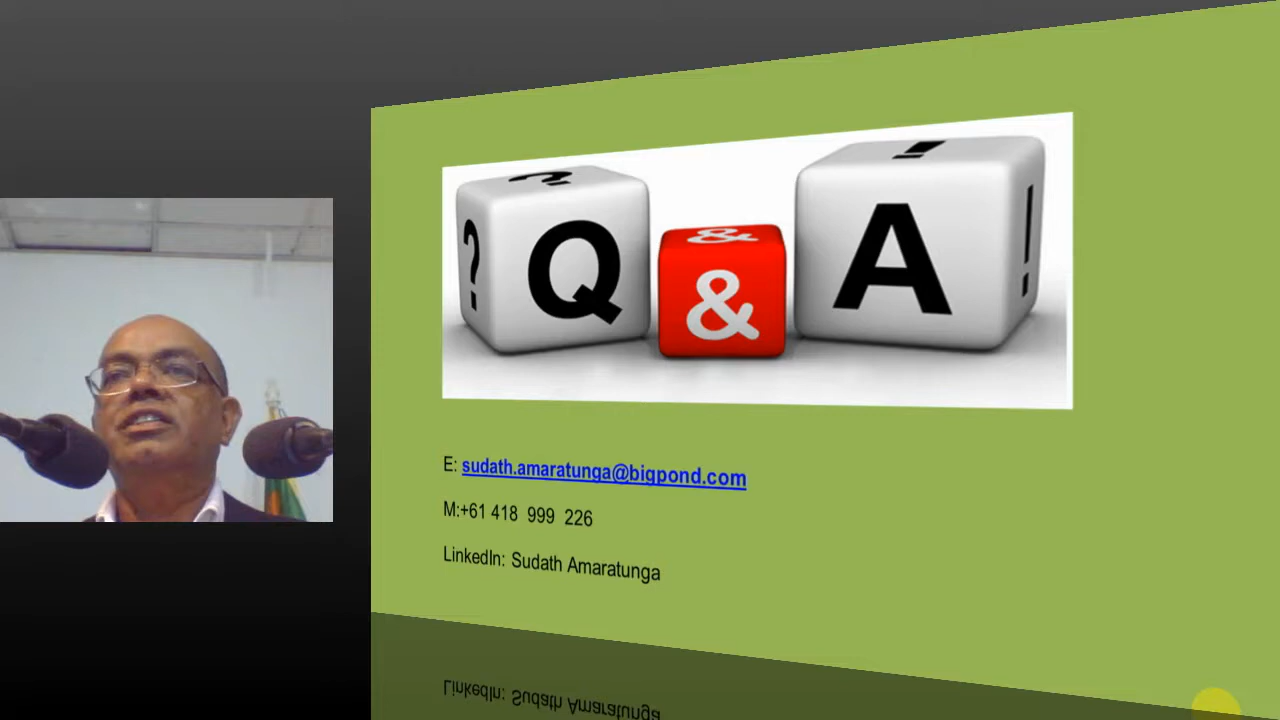 ? ? Q & & A ! !
E: sudath.amaratunga@bigpond.com
M:+61 418 999 226
LinkedIn: Sudath Amaratunga
LinkedIn: Sudath Amaratunga